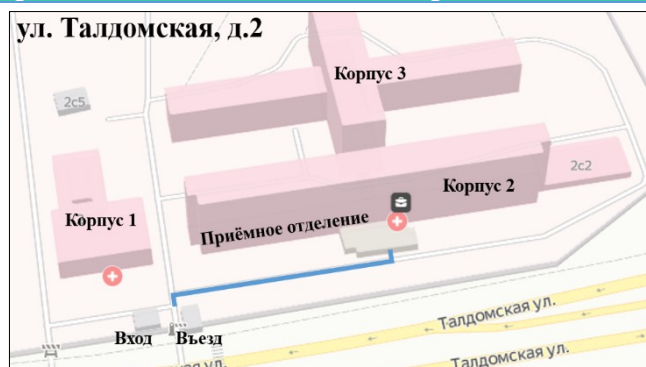 ул. Талдомская, д.2
Корпус 3
2с5
2с2
Корпус 2
Корпус 1
Приёмное отделение
Талдомская ул.
Вход
Въезд
ул.
Талдомская ул.